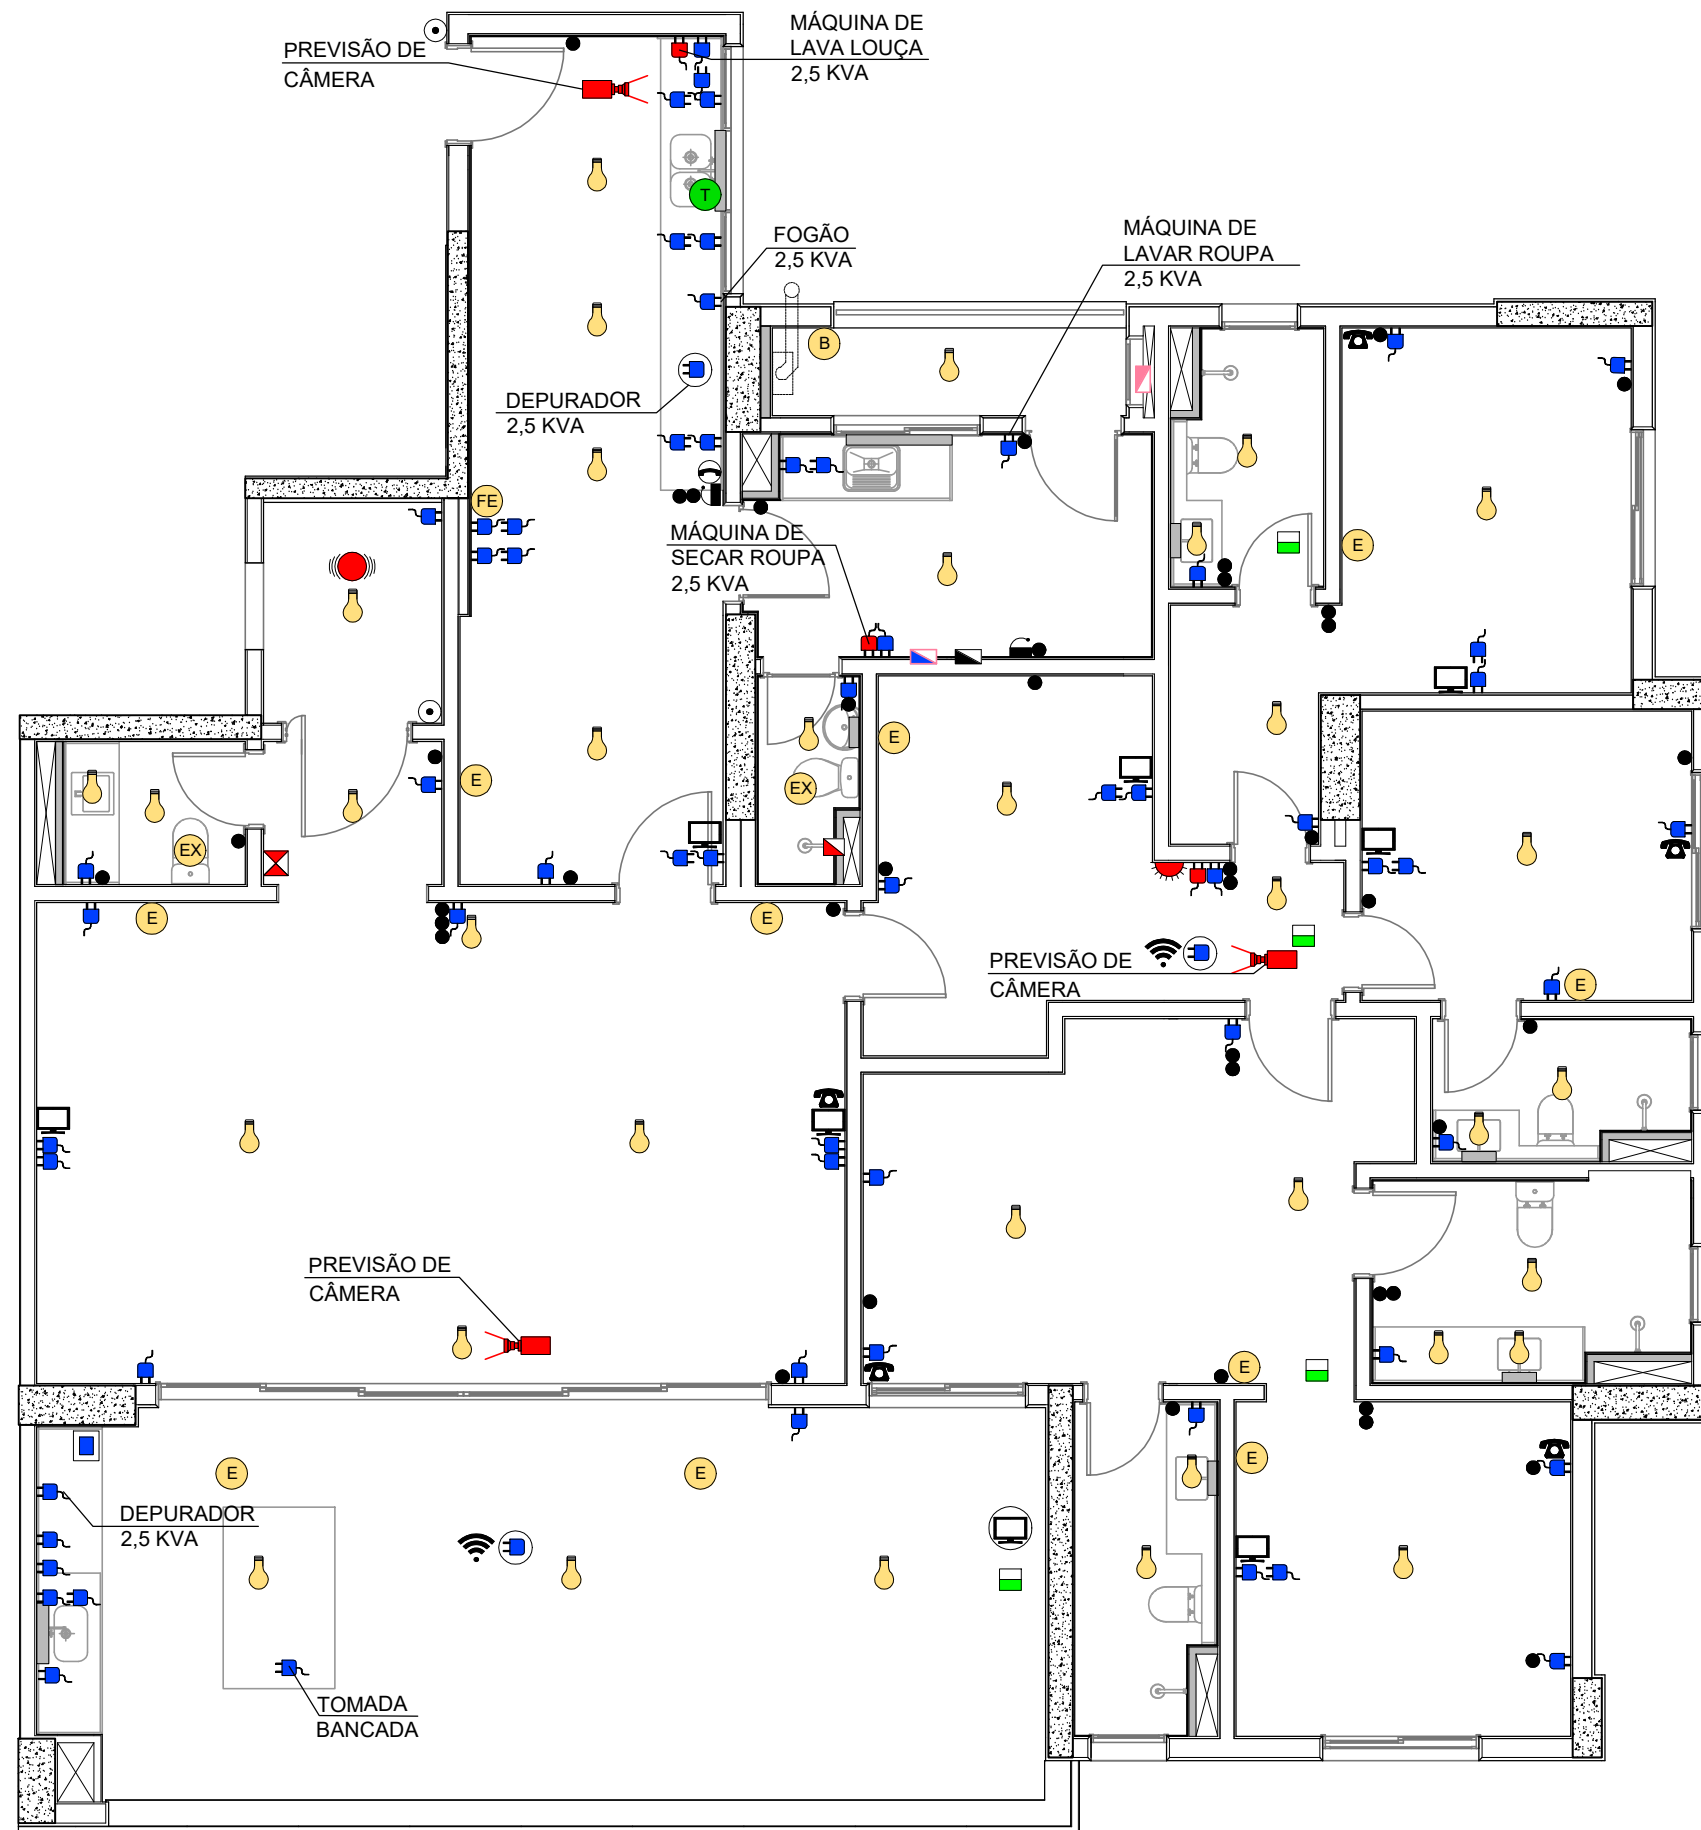 MÁQUINA DE
LAVA LOUÇA
2,5 KVA
PREVISÃO DE
CÂMERA
T
FOGÃO
2,5 KVA
MÁQUINA DE
LAVAR ROUPA
2,5 KVA
B
DEPURADOR
2,5 KVA
FE
MÁQUINA DE
SECAR ROUPA
2,5 KVA
E
E
E
EX
EX
E
E
PREVISÃO DE
CÂMERA
E
PREVISÃO DE
CÂMERA
E
E
E
E
DEPURADOR
2,5 KVA
TOMADA
BANCADA